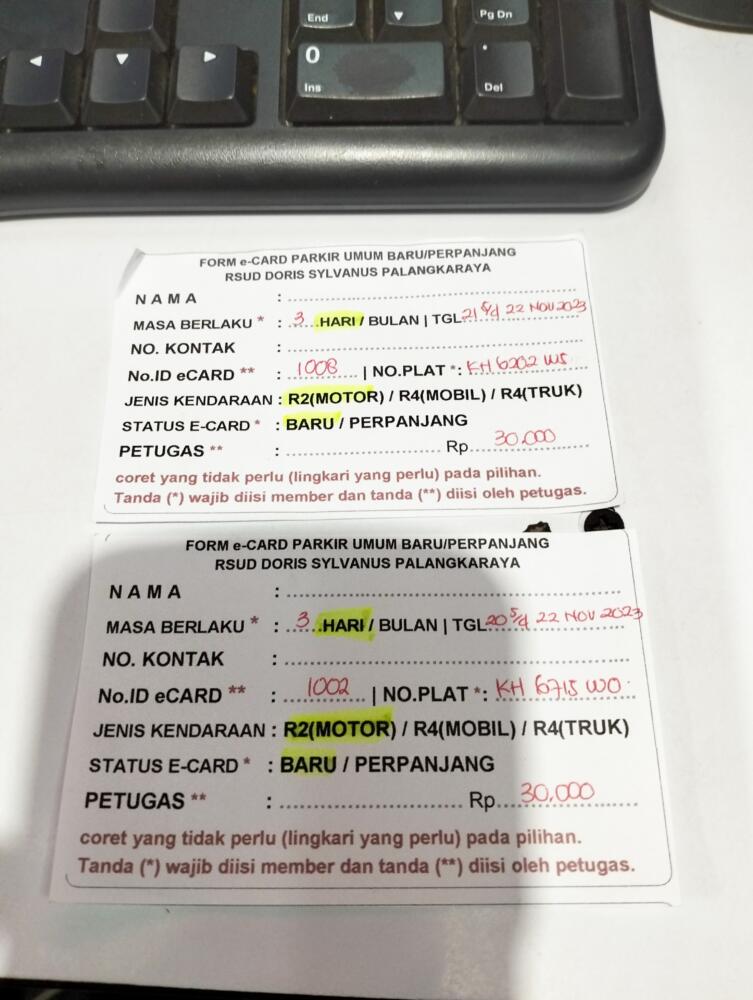 End
Pg Dn
0
Ins
.
Del
FORM e-CARD PARKIR UMUM BARU/PERPANJANG
RSUD DORIS SYLVANUS PALANGKARAYA
N A M A :
MASA BERLAKU * : 3 HARI / BULAN | TGL 21 s/d 22 NOV 2023
NO. KONTAK :
No.ID eCARD ** : 1008 | NO.PLAT *: KH 6202 WS
JENIS KENDARAAN : R2(MOTOR) / R4(MOBIL) / R4(TRUK)
STATUS E-CARD * : BARU / PERPANJANG
PETUGAS ** : Rp 30.000
coret yang tidak perlu (lingkari yang perlu) pada pilihan.
Tanda (*) wajib diisi member dan tanda (**) diisi oleh petugas.
FORM e-CARD PARKIR UMUM BARU/PERPANJANG
RSUD DORIS SYLVANUS PALANGKARAYA
N A M A :
MASA BERLAKU * : 3 HARI / BULAN | TGL 20 s/d 22 NOV 2023
NO. KONTAK :
No.ID eCARD ** : 1002 | NO.PLAT *: KH 6715 WO
JENIS KENDARAAN : R2(MOTOR) / R4(MOBIL) / R4(TRUK)
STATUS E-CARD * : BARU / PERPANJANG
PETUGAS ** : Rp 30.000
coret yang tidak perlu (lingkari yang perlu) pada pilihan.
Tanda (*) wajib diisi member dan tanda (**) diisi oleh petugas.